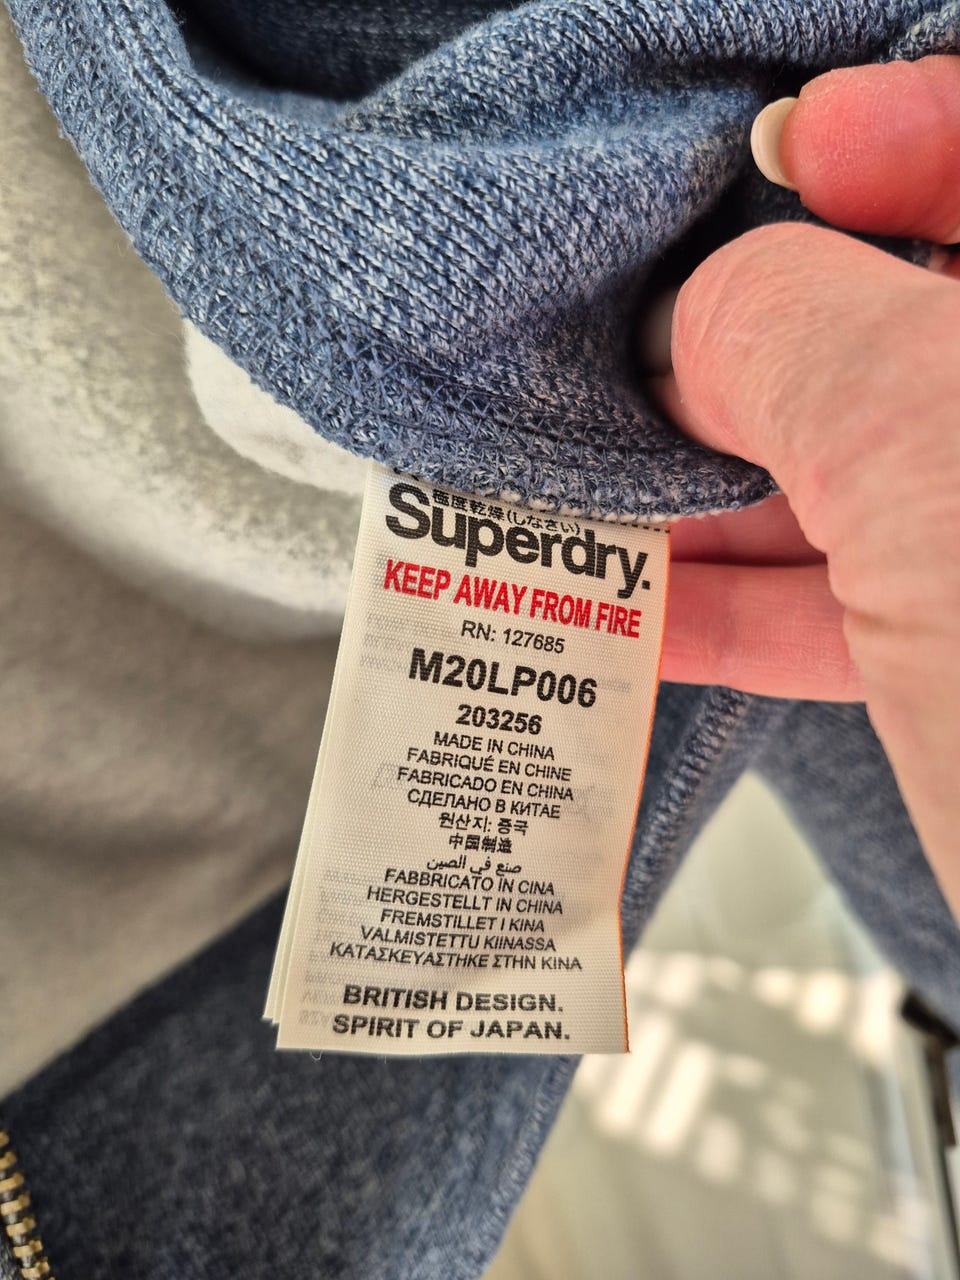 極度乾燥(しなさい)
Superdry.
KEEP AWAY FROM FIRE
RN: 127685
M20LP006
203256
MADE IN CHINA
FABRIQUÉ EN CHINE
FABRICADO EN CHINA
СДЕЛАНО В КИТАЕ
원산지: 중국
中国制造
صنع في الصين
FABBRICATO IN CINA
HERGESTELLT IN CHINA
FREMSTILLET I KINA
VALMISTETTU KIINASSA
ΚΑΤΑΣΚΕΥΑΣΤΗΚΕ ΣΤΗΝ ΚΙΝΑ
BRITISH DESIGN.
SPIRIT OF JAPAN.